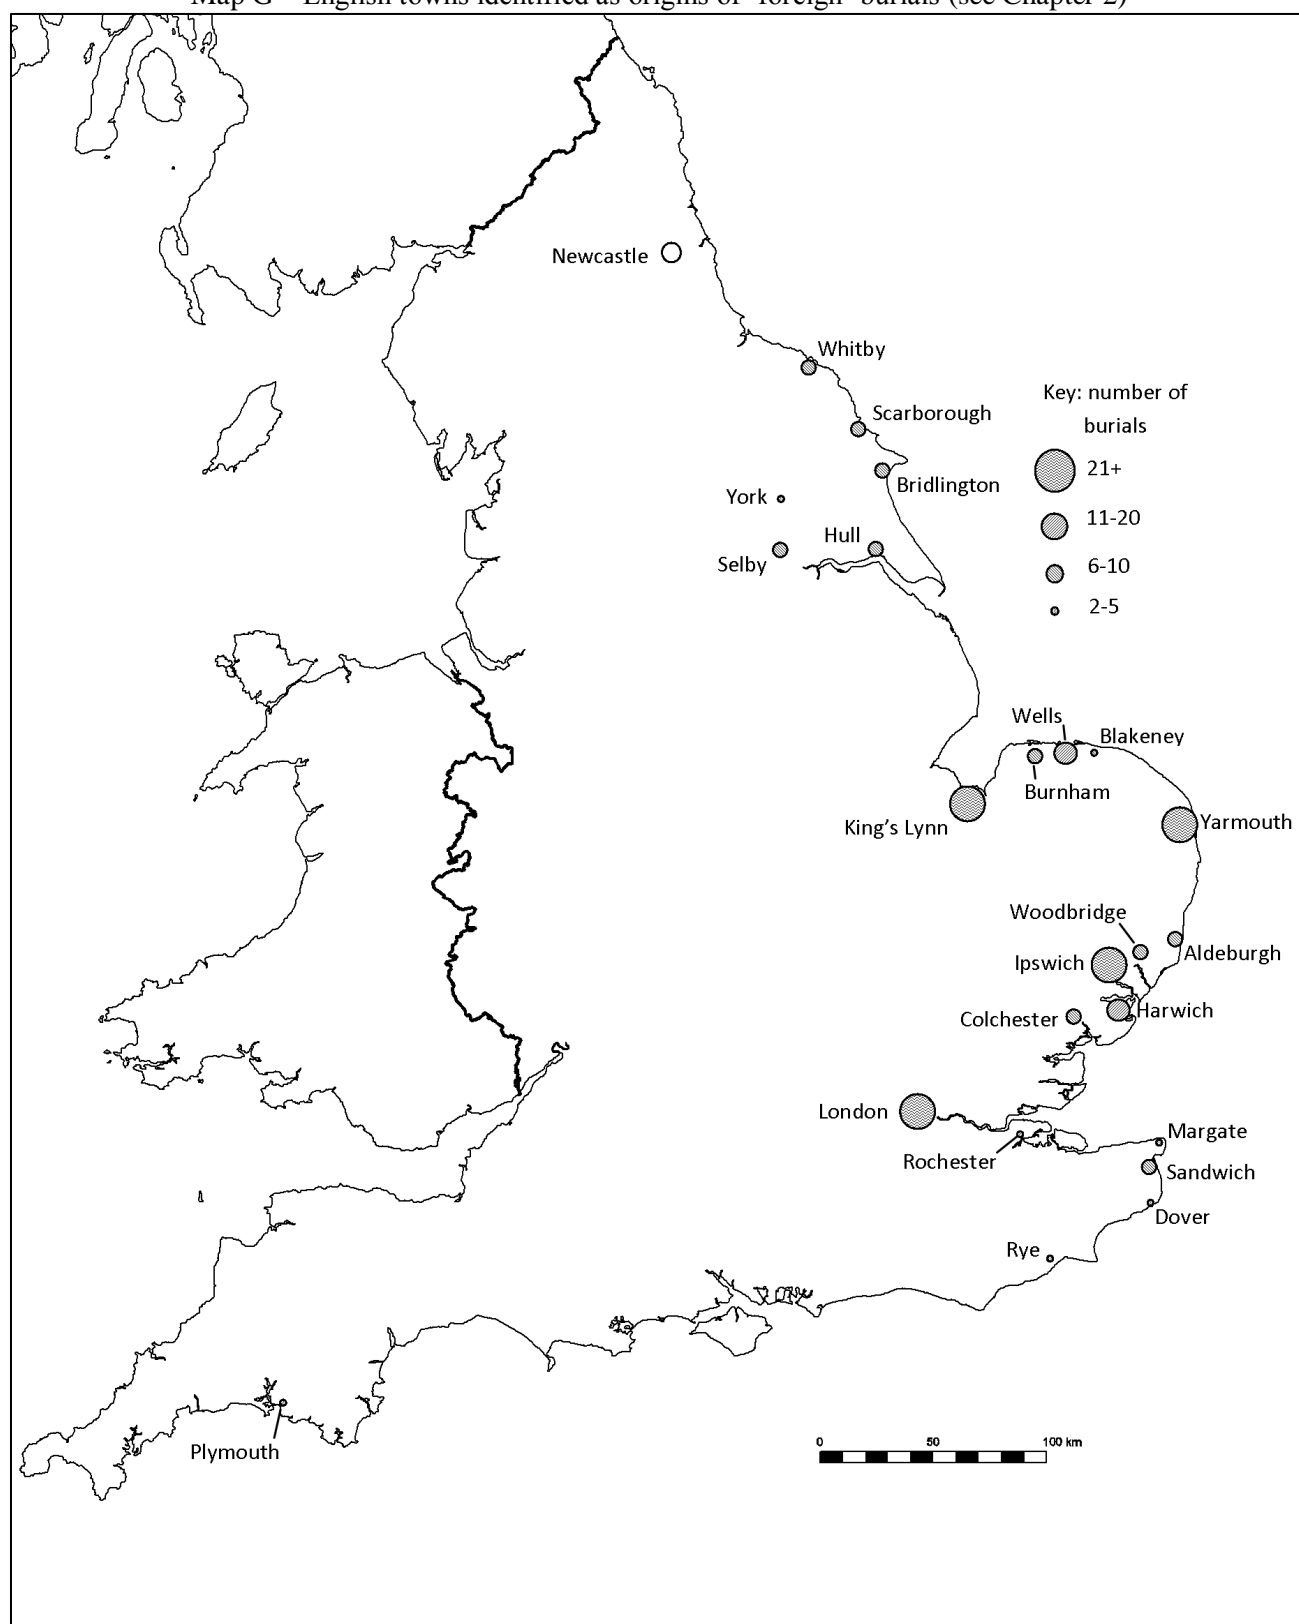 Map G – English towns identified as origins of ‘foreign’ burials (see Chapter 2)
Newcastle
Whitby
Key: number of
burials
Scarborough
21+
Bridlington
York
11-20
Hull
Selby
6-10
2-5
Wells
Blakeney
Burnham
King’s Lynn
Yarmouth
Woodbridge
Ipswich
Aldeburgh
Harwich
Colchester
London
Margate
Rochester
Sandwich
Dover
Rye
Plymouth
0 50 100 km